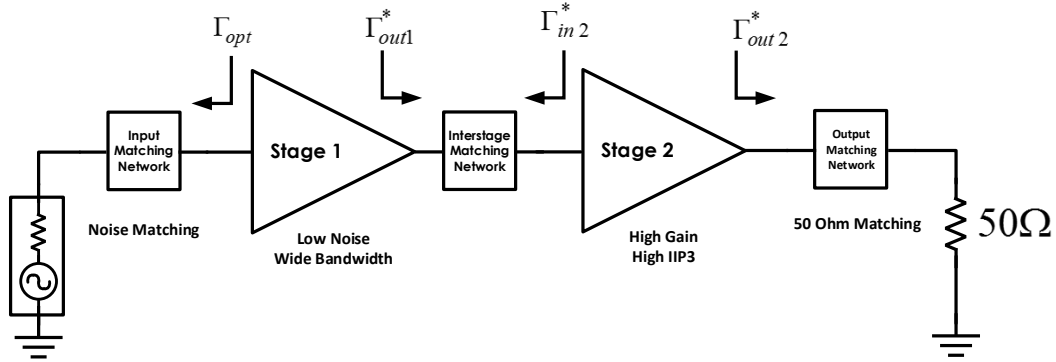 Γopt
Γ*out1
Γ*in2
Γ*out2
Input
Matching
Network
Stage 1
Interstage
Matching
Network
Stage 2
Output
Matching
Network
50Ω
Noise Matching
Low Noise
Wide Bandwidth
High Gain
High IIP3
50 Ohm Matching